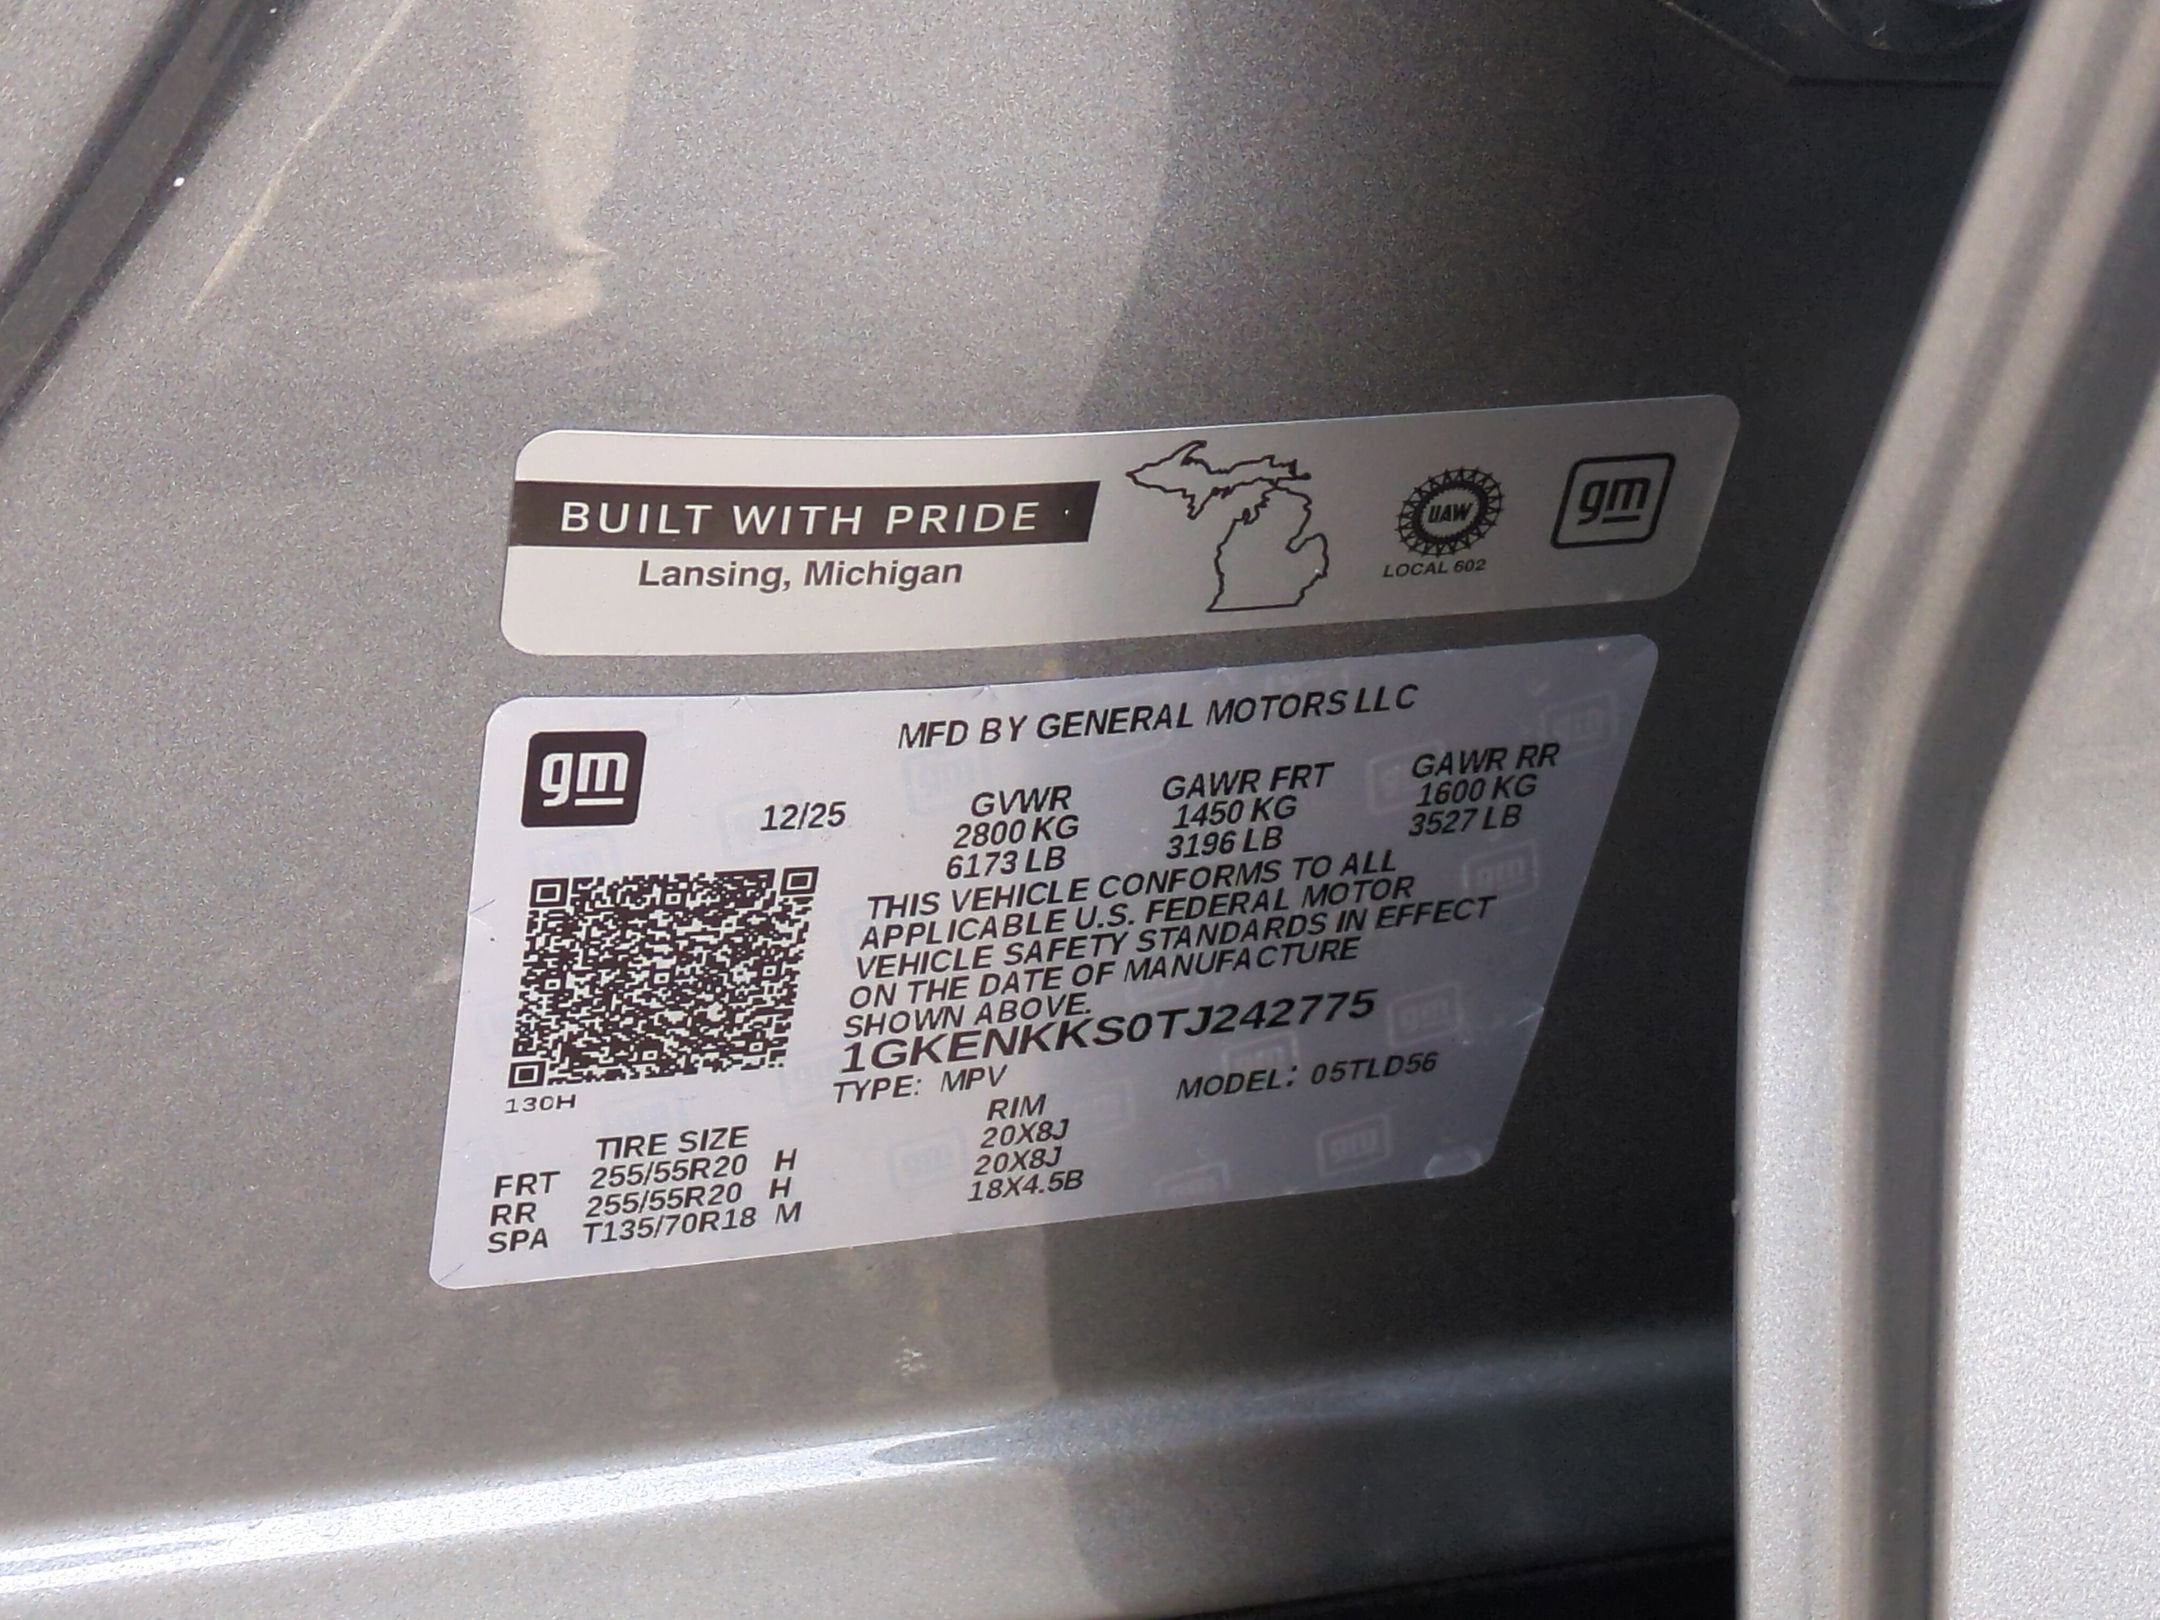 BUILT WITH PRIDE
Lansing, Michigan
UAW
LOCAL 602
gm
MFD BY GENERAL MOTORS LLC
gm
12/25 GVWR GAWR FRT GAWR RR
2800 KG 1450 KG 1600 KG
6173 LB 3196 LB 3527 LB
THIS VEHICLE CONFORMS TO ALL
APPLICABLE U.S. FEDERAL MOTOR
VEHICLE SAFETY STANDARDS IN EFFECT
ON THE DATE OF MANUFACTURE
SHOWN ABOVE.
1GKENKKS0TJ242775
TYPE: MPV MODEL: 05TLD56
130H
TIRE SIZE RIM
FRT 255/55R20 H 20X8J
RR 255/55R20 H 20X8J
SPA T135/70R18 M 18X4.5B